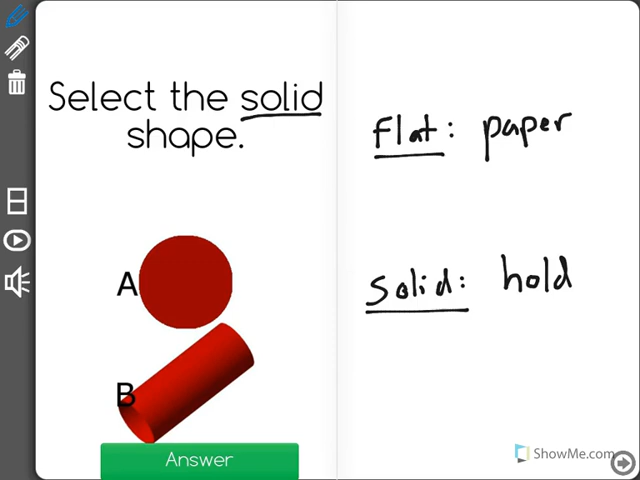 Select the solid
shape.
A
B
Answer
Flat: paper
Solid: hold
ShowMe.com